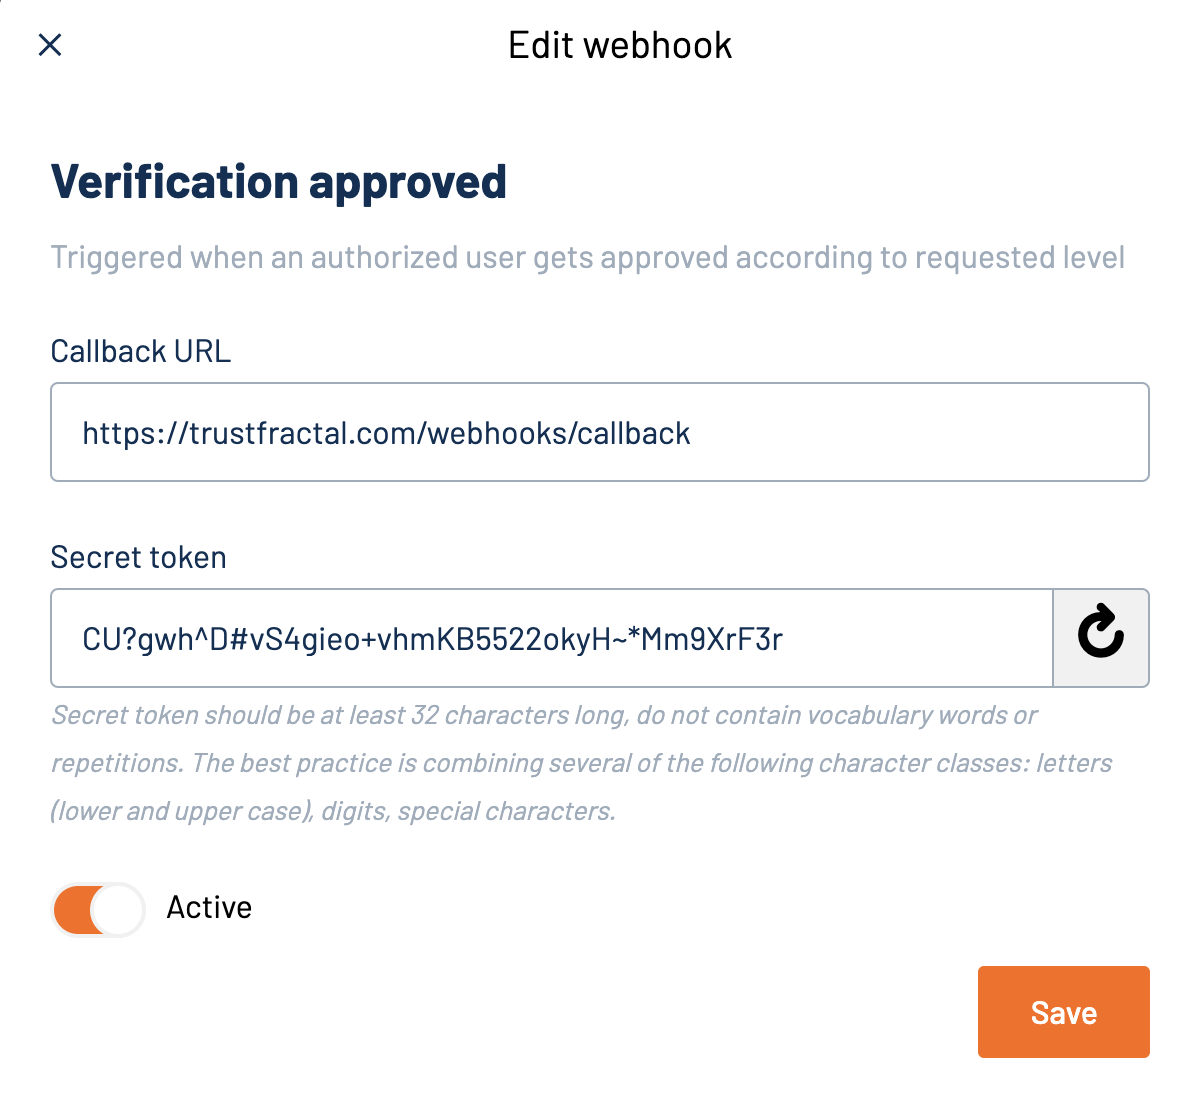 Edit webhook
Verification approved
Triggered when an authorized user gets approved according to requested level
Callback URL
https://trustfractal.com/webhooks/callback
Secret token
CU?gwh^D#vS4gieo+vhmKB5522okyH~*Mm9XrF3r
Secret token should be at least 32 characters long, do not contain vocabulary words or
repetitions. The best practice is combining several of the following character classes: letters
(lower and upper case), digits, special characters.
Active
Save